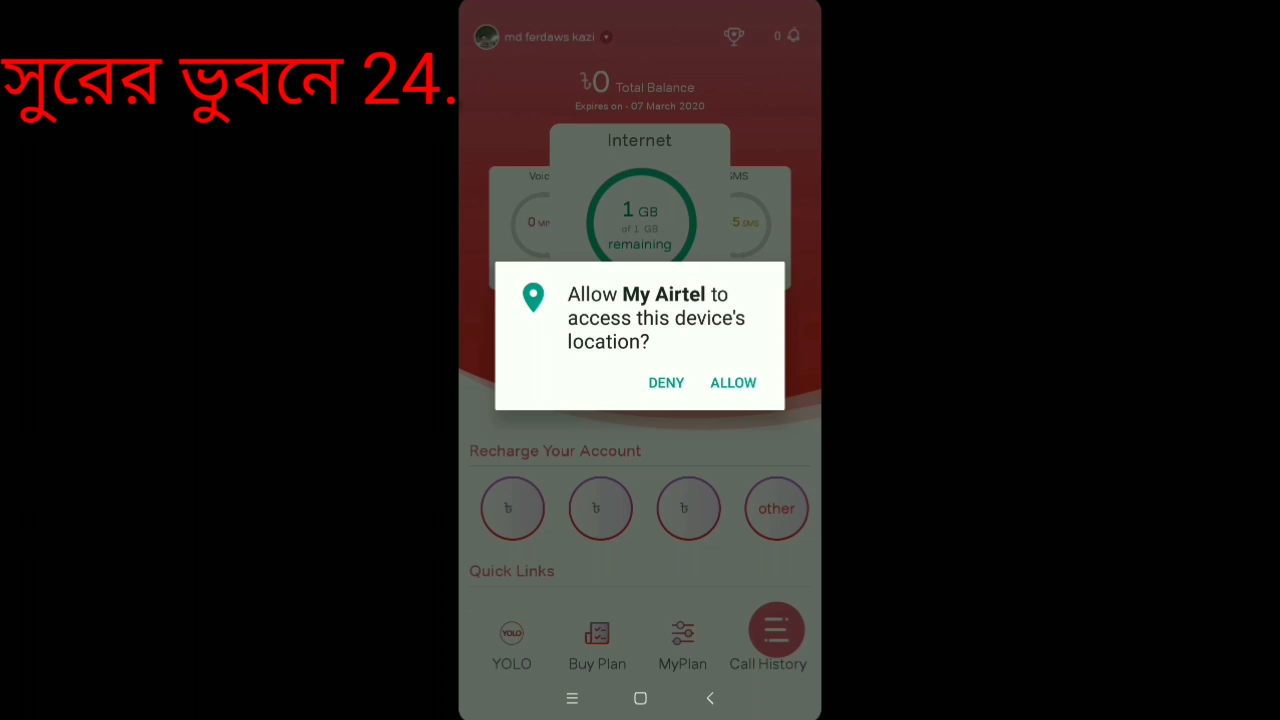 সুরের ভুবনে 24.
md ferdaws kazi
0
৳0 Total Balance
Expires on - 07 March 2020
Internet
Voic
SMS
1 GB
of 1 GB
remaining
0
5 SMS
Allow My Airtel to
access this device's
location?
DENY ALLOW
Recharge Your Account
৳ ৳ ৳ other
Quick Links
YOLO
YOLO Buy Plan MyPlan Call History